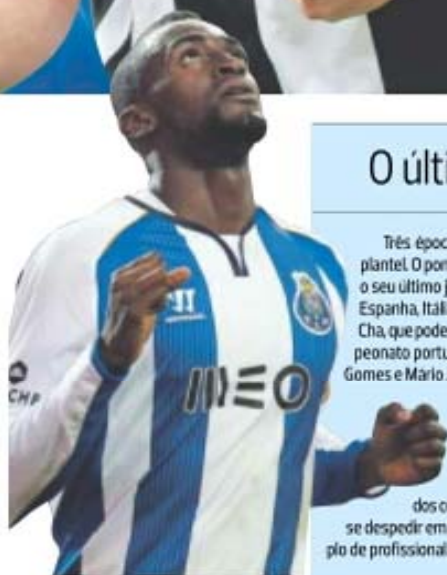 O últi
Três époc
plantel. O pon
o seu último j
Espanha, Itáli
Cha, que pode
peonato portu
Gomes e Mário
MEO
CHP
dos c
se despedir em
plo de profissional